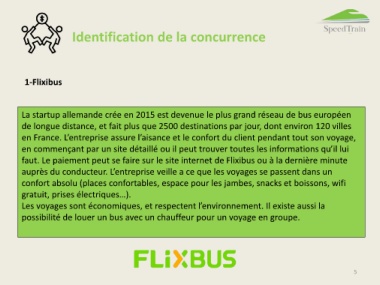 Identification de la concurrence
SpeedTrain
1-Flixibus
La startup allemande crée en 2015 est devenue le plus grand réseau de bus européen
de longue distance, et fait plus que 2500 destinations par jour, dont environ 120 villes
en France. L'entreprise assure l'aisance et le confort du client pendant tout son voyage,
en commençant par un site détaillé ou il peut trouver toutes les informations qu'il lui
faut. Le paiement peut se faire sur le site internet de Flixibus ou à la dernière minute
auprès du conducteur. L'entreprise veille a ce que les voyages se passent dans un
confort absolu (places confortables, espace pour les jambes, snacks et boissons, wifi
gratuit, prises électriques…).
Les voyages sont économiques, et respectent l'environnement. Il existe aussi la
possibilité de louer un bus avec un chauffeur pour un voyage en groupe.
FLiXBUS